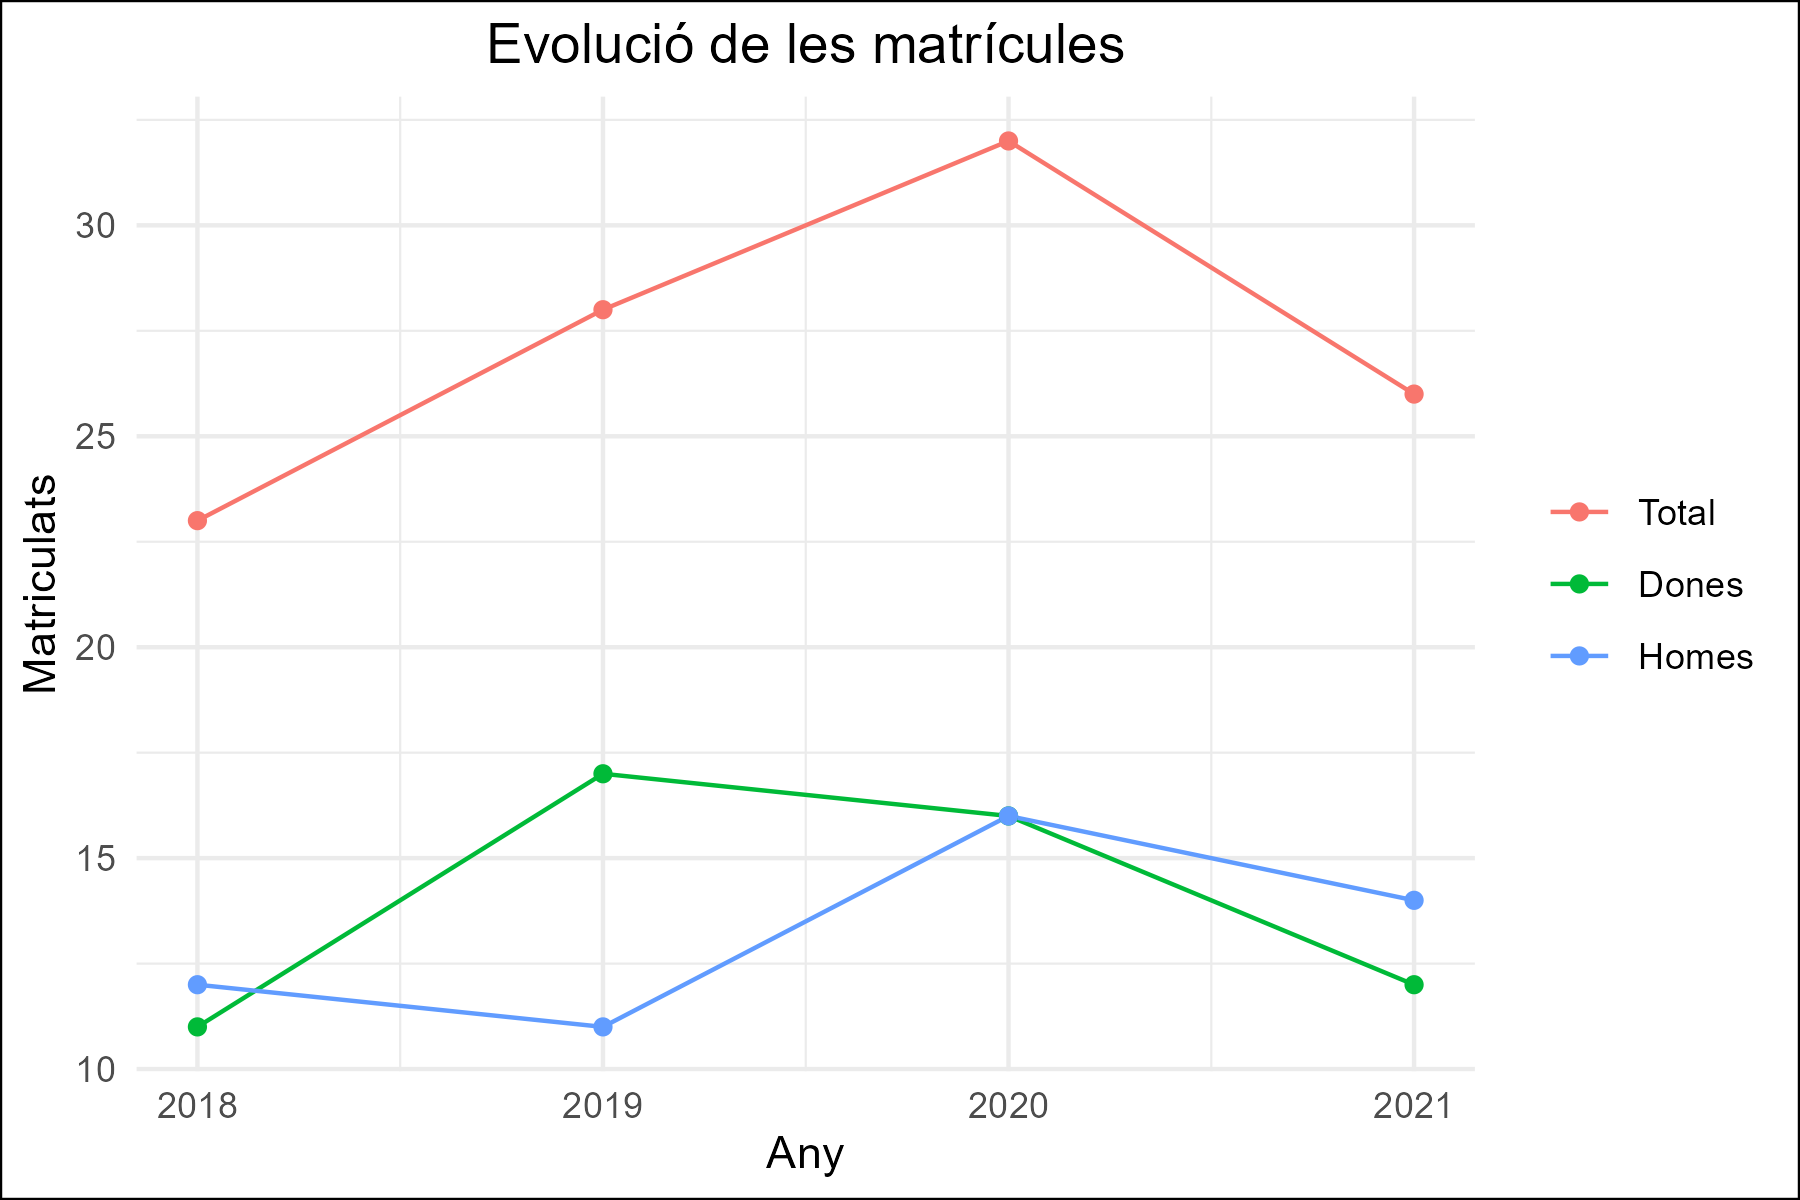 Evolució de les matrícules
Matriculats
30
25
20
15
10
2018 2019 2020 2021
Any
Total
Dones
Homes